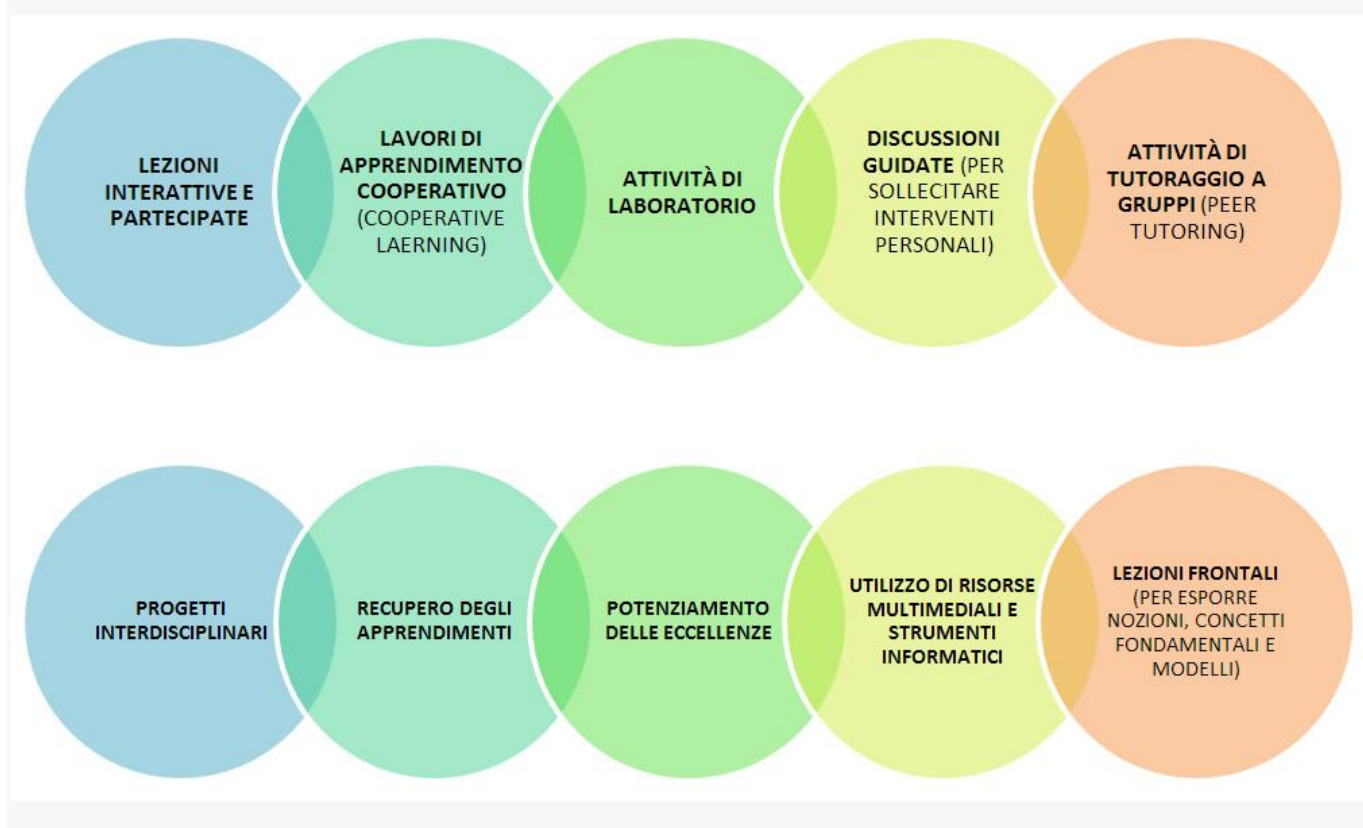 LEZIONI
INTERATTIVE E
PARTECIPATE
LAVORI DI
APPRENDIMENTO
COOPERATIVO
(COOPERATIVE
LAERNING)
ATTIVITÀ DI
LABORATORIO
DISCUSSIONI
GUIDATE (PER
SOLLECITARE
INTERVENTI
PERSONALI)
ATTIVITÀ DI
TUTORAGGIO A
GRUPPI (PEER
TUTORING)
PROGETTI
INTERDISCIPLINARI
RECUPERO DEGLI
APPRENDIMENTI
POTENZIAMENTO
DELLE ECCELLENZE
UTILIZZO DI RISORSE
MULTIMEDIALI E
STRUMENTI
INFORMATICI
LEZIONI FRONTALI
(PER ESPORRE
NOZIONI, CONCETTI
FONDAMENTALI E
MODELLI)